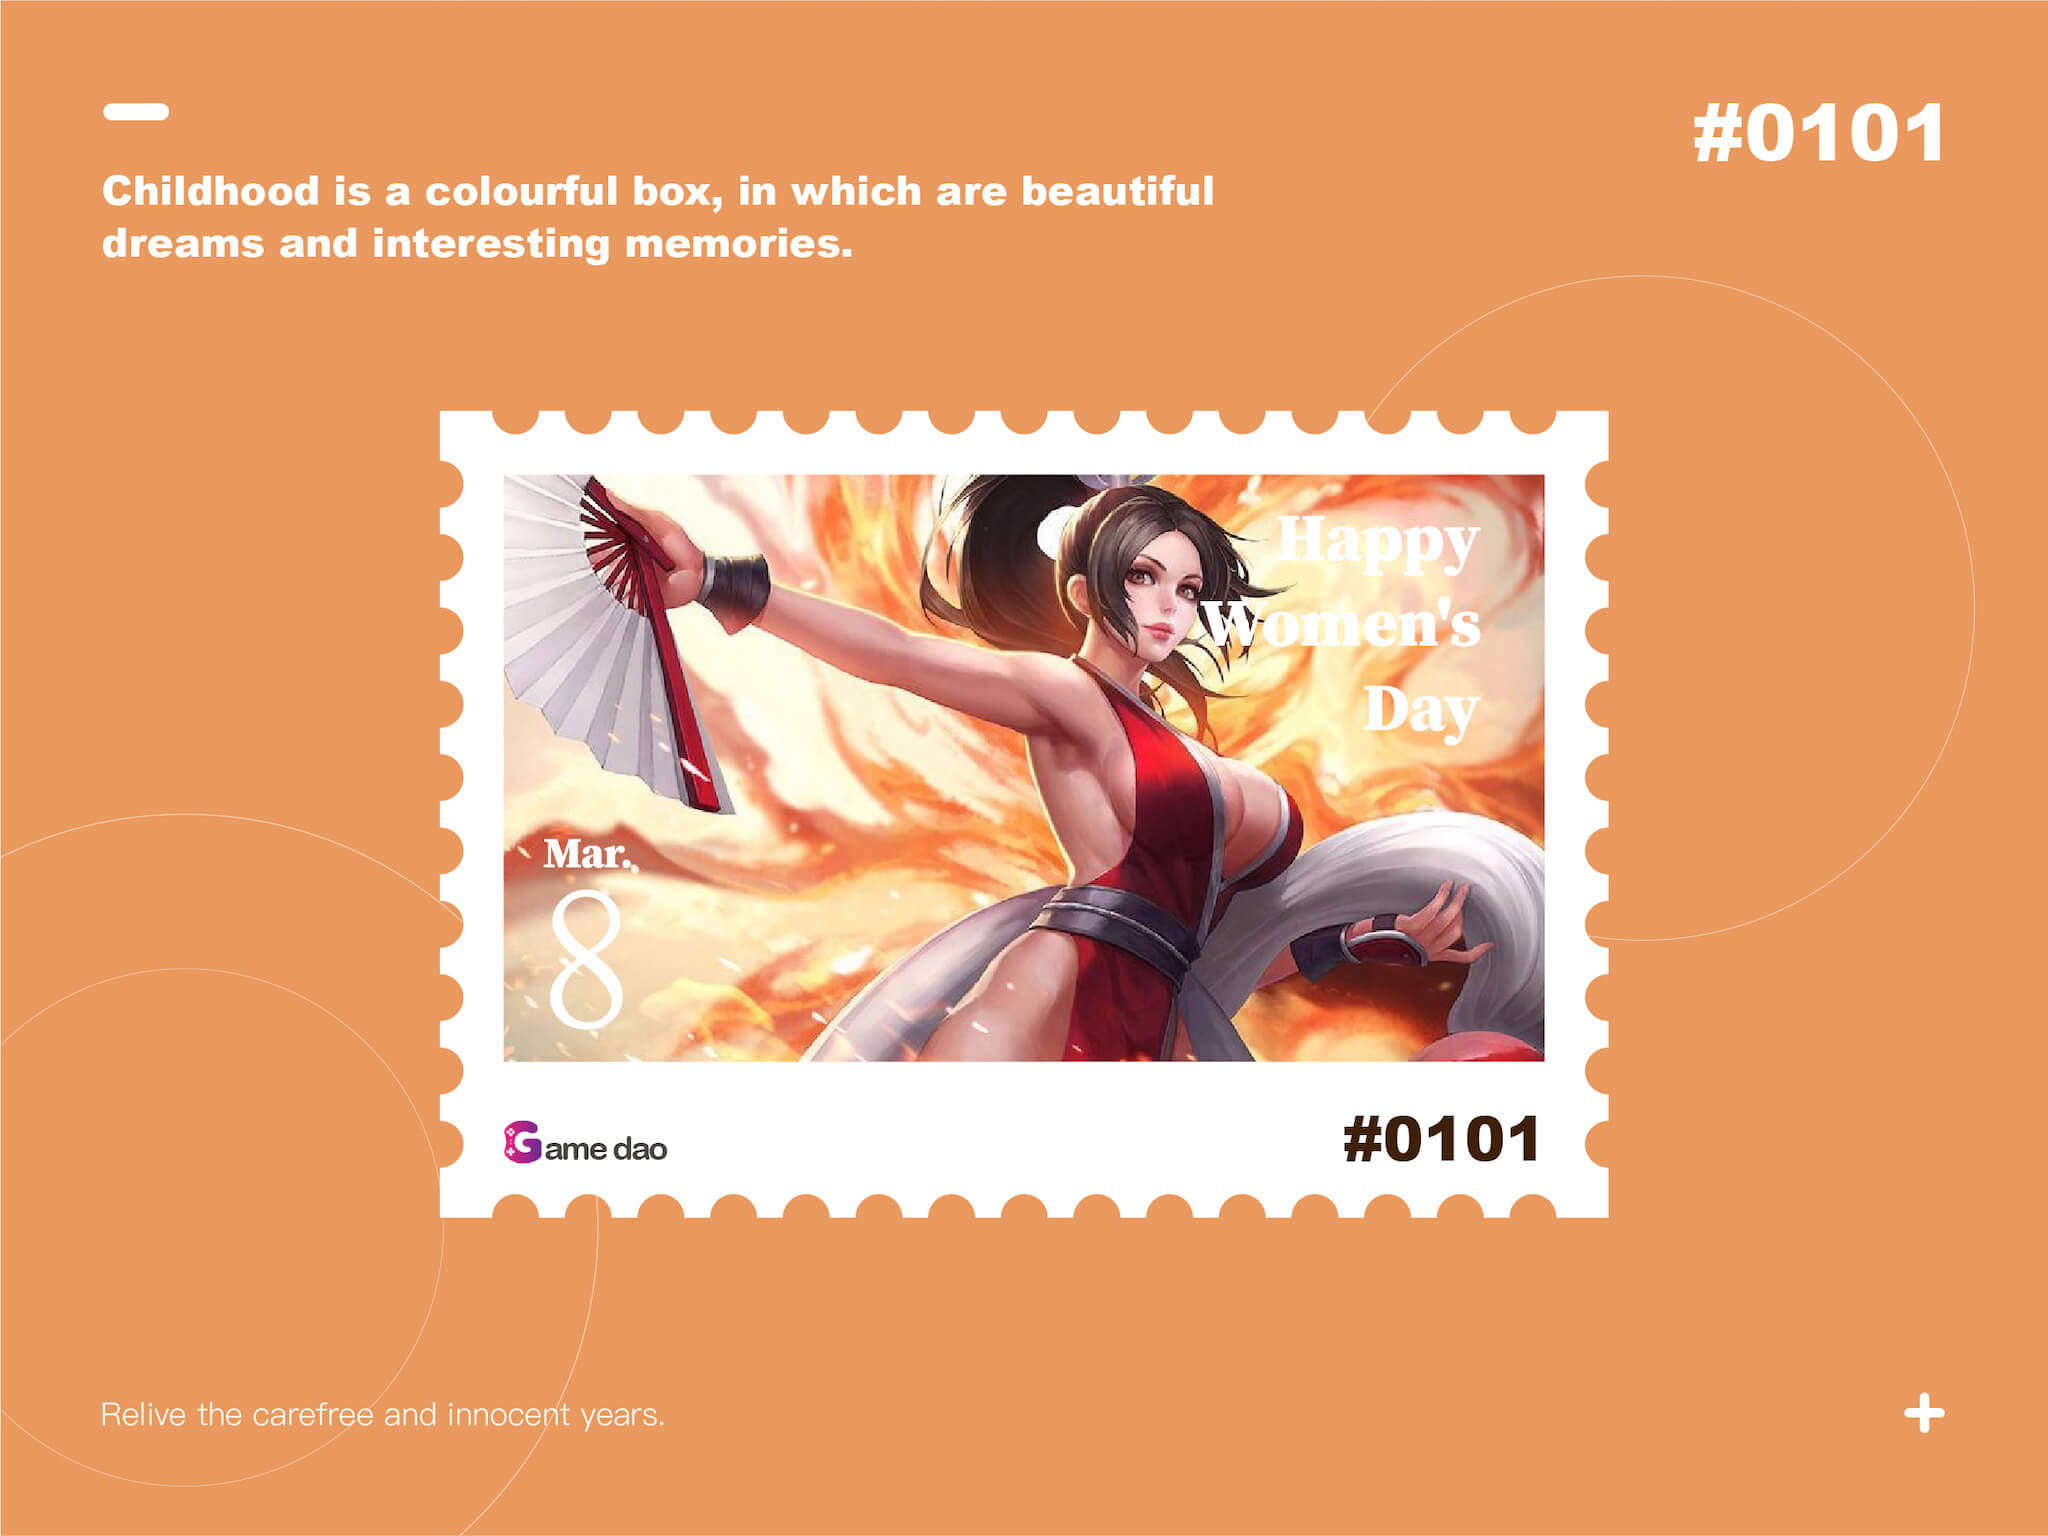 #0101
Childhood is a colourful box, in which are beautiful
dreams and interesting memories.
Happy
Women's
Day
Mar.
8
Game dao
#0101
Relive the carefree and innocent years.